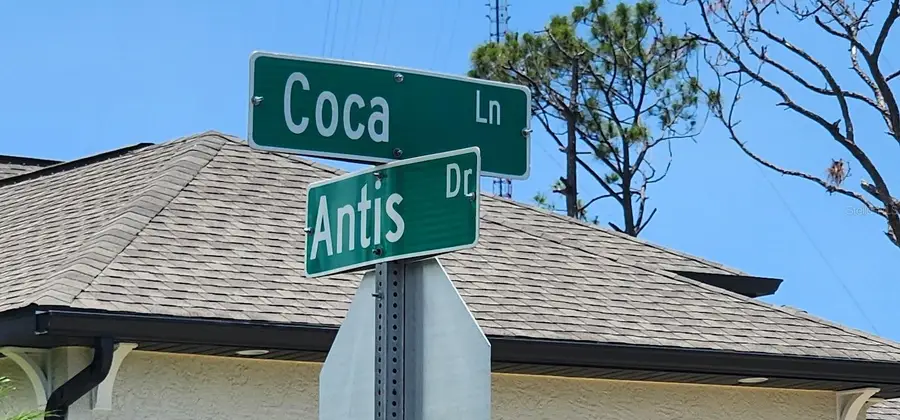 Coca Ln
Antis Dr